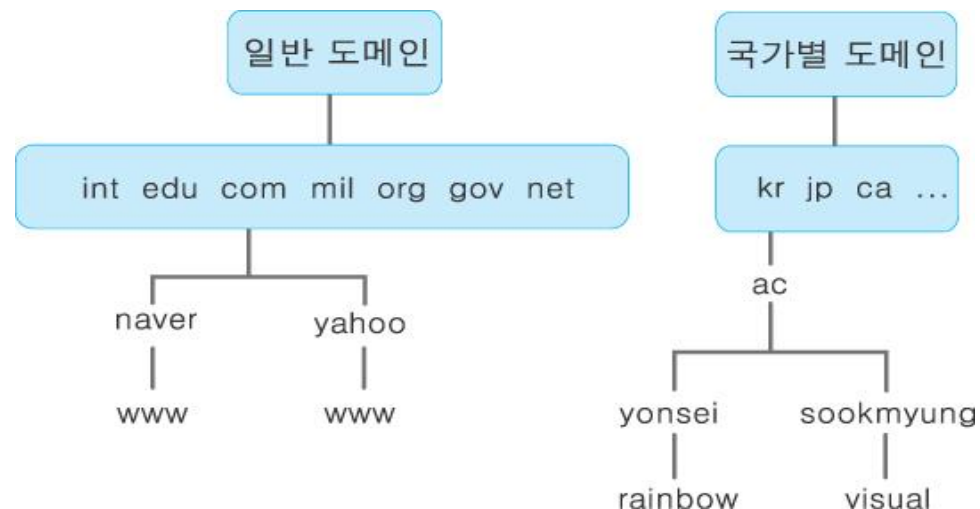 일반 도메인
int edu com mil org gov net
naver yahoo
www www
국가별 도메인
kr jp ca ...
ac
yonsei sookmyung
rainbow visual